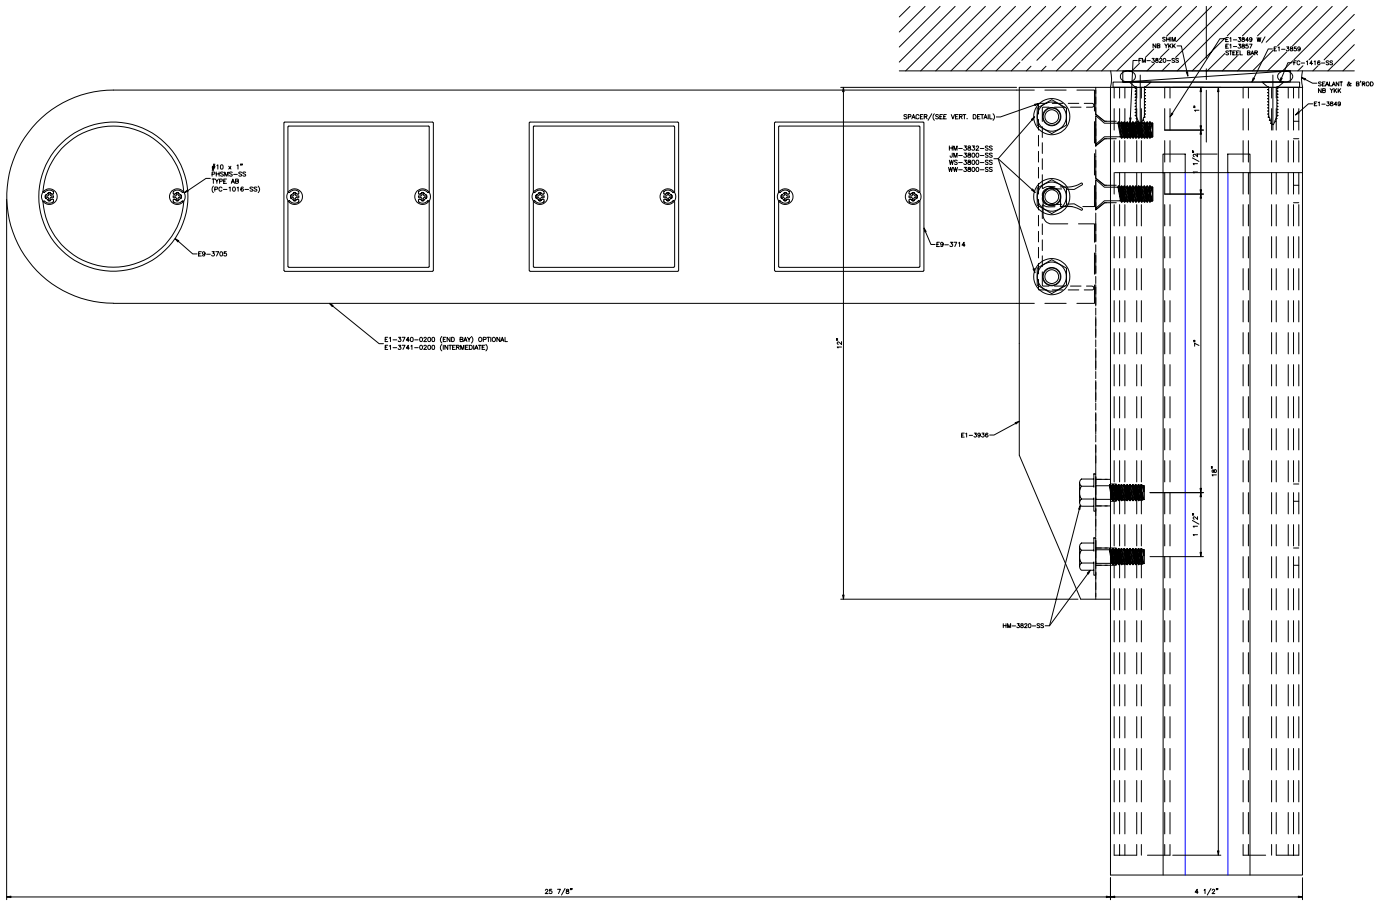 SHIM
NB YKK
E1-3849 W/
E1-3857
STEEL BAR
E1-3859
FM-3820-SS
FC-1416-SS
SEALANT & B'ROD
NB YKK
E1-3849
SPACER/(SEE VERT. DETAIL)
1"
HM-3832-SS
JM-3800-SS
WS-3800-SS
WW-3800-SS
1 1/2"
#10 x 1"
PHSMS-SS
TYPE AB
(PC-1016-SS)
E9-3705
E9-3714
E1-3740-0200 (END BAY) OPTIONAL
E1-3741-0200 (INTERMEDIATE)
12"
7"
E1-3936
18"
1 1/2"
HM-3820-SS
25 7/8"
4 1/2"